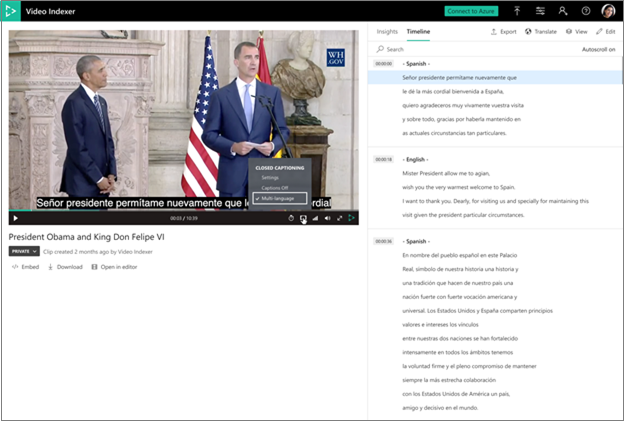 Video Indexer
Connect to Azure
WH.GOV
CLOSED CAPTIONING
Settings
Captions Off
Multi language
Señor presidente permítame nuevamente que le
rdial
00:03 / 10:39
President Obama and King Don Felipe VI
PRIVATE
Clip created 2 months ago by Video Indexer
Embed
Download
Open in editor
Insights
Timeline
Export
Translate
View
Edit
Search
Autoscroll on
00:00:00
- Spanish -
Señor presidente permítame nuevamente que
le dé la más cordial bienvenida a España,
quiero agradeceros muy vivamente vuestra visita
y sobre todo, gracias por haberla mantenido en
as actuales circunstancias tan particulares.
00:00:18
- English -
Mister President allow me to agian,
wish you the very warmest welcome to Spain.
I want to thank you. Dearly, for visiting us and specially for maintaining this
visit given the president particular circumstances.
00:00:36
- Spanish -
En nombre del pueblo español en este Palacio
Real, símbolo de nuestra historia una historia y
una tradición que hacen de nuestro país una
nación fuerte con fuerte vocación americana y
universal. Los Estados Unidos y España comparten principios
valores e intereses los vínculos
entre nuestras dos naciones se han fortalecido
intensamente en todos los ámbitos tenemos
la voluntad firme y el pleno compromiso de mantener
siempre la más estrecha colaboración
con los Estados Unidos de América un país,
amigo y decisivo en el mundo.